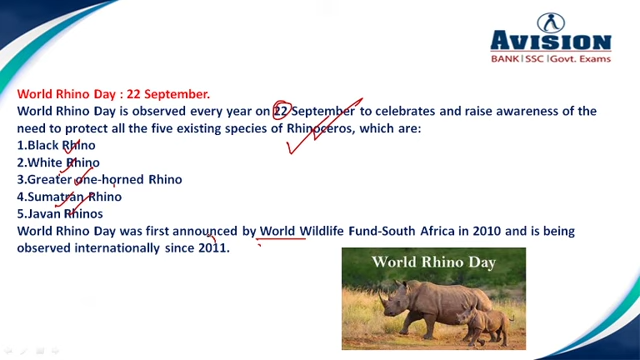 AVISION
BANK|SSC|Govt. Exams
World Rhino Day : 22 September.
World Rhino Day is observed every year on 22 September to celebrates and raise awareness of the
need to protect all the five existing species of Rhinoceros, which are:
1.Black Rhino
2.White Rhino
3.Greater one-horned Rhino
4.Sumatran Rhino
5.Javan Rhinos
World Rhino Day was first announced by World Wildlife Fund-South Africa in 2010 and is being
observed internationally since 2011.
World Rhino Day